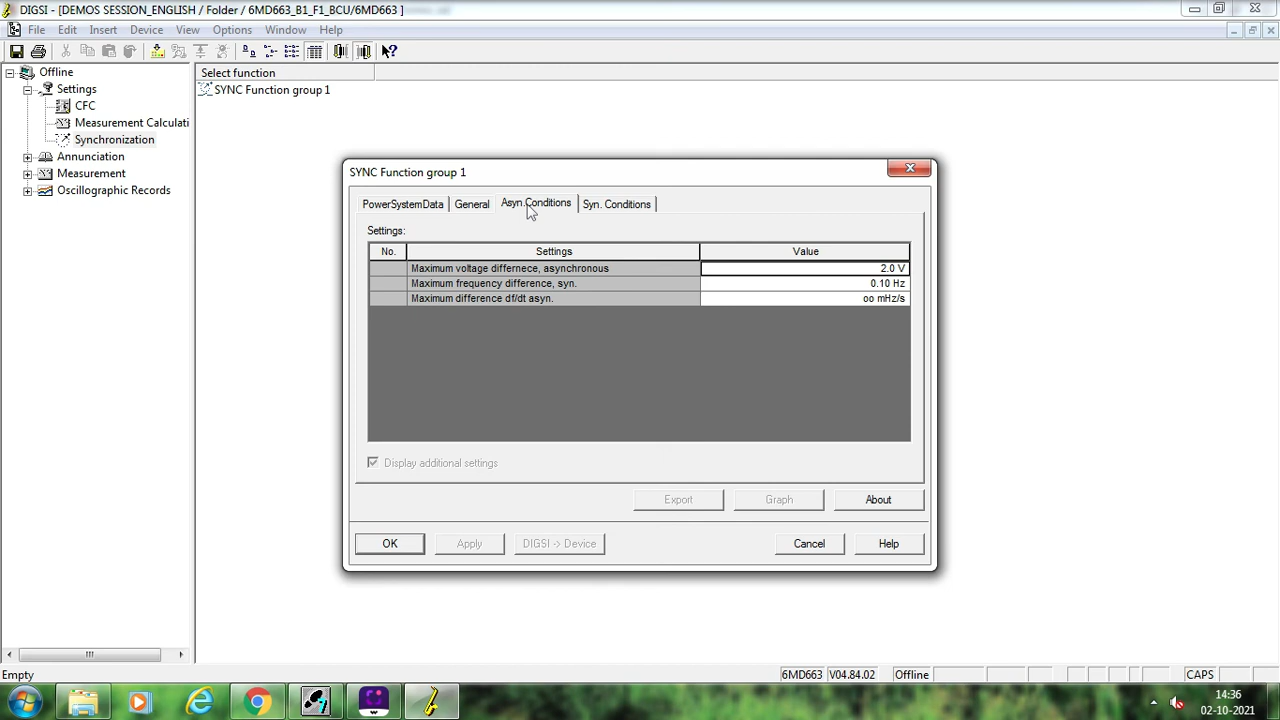 DIGSI - [DEMOS SESSION_ENGLISH / Folder / 6MD663_B1_F1_BCU/6MD663 ]
File Edit Insert Device View Options Window Help
Offline
Settings
CFC
Measurement Calculati
Synchronization
Annunciation
Measurement
Oscillographic Records
Select function
SYNC Function group 1
SYNC Function group 1
PowerSystemData General Asyn.Conditions Syn. Conditions
Settings:
No. Settings Value
Maximum voltage differnece, asynchronous 2.0 V
Maximum frequency difference, syn. 0.10 Hz
Maximum difference df/dt asyn. oo mHz/s
Display additional settings
Export Graph About
OK Apply DIGSI -> Device Cancel Help
Empty 6MD663 V04.84.02 Offline CAPS
14:36
02-10-2021